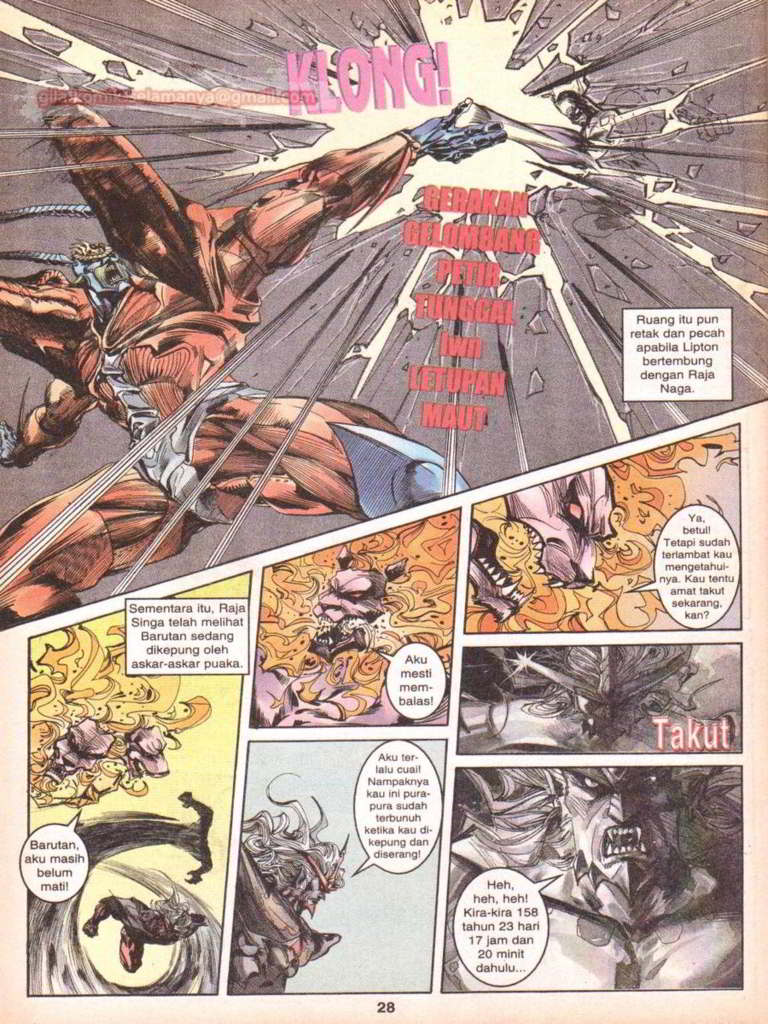 KLONG!
gilakomikselamanya@gmail.com
GERAKAN
GELOMBANG
PETIR
TUNGGAL
lwn
LETUPAN
MAUT
Ruang itu pun
retak dan pecah
apabila Lipton
bertembung
dengan Raja
Naga.
Sementara itu, Raja
Singa telah melihat
Barutan sedang
dikepung oleh
askar-askar puaka.
Barutan,
aku masih
belum
mati!
Aku
mesti
mem-
balas!
Aku ter-
lalu cuai!
Nampaknya
kau ini pura-
pura sudah
terbunuh
ketika kau di-
kepung dan
diserang!
Ya,
betul!
Tetapi sudah
terlambat kau
mengetahui-
nya. Kau tentu
amat takut
sekarang,
kan?
Takut
Heh,
heh, heh!
Kira-kira 158
tahun 23 hari
17 jam dan
20 minit
dahulu...
28